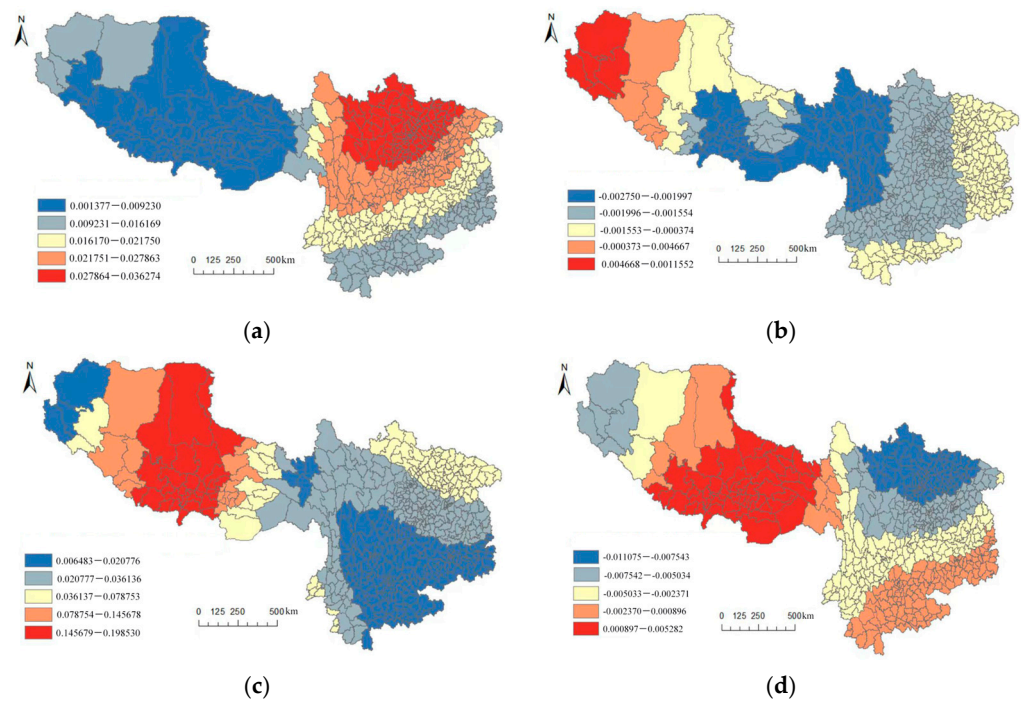 N
0.001377－0.009230
0.009231－0.016169
0.016170－0.021750
0.021751－0.027863
0.027864－0.036274
0 125 250 500km
(a)
N
-0.002750－-0.001997
-0.001996－-0.001554
-0.001553－-0.000374
-0.000373－0.004667
0.004668－0.0011552
0 125 250 500km
(b)
N
0.006483－0.020776
0.020777－0.036136
0.036137－0.078753
0.078754－0.145678
0.145679－0.198530
0 125 250 500km
(c)
N
-0.011075－-0.007543
-0.007542－-0.005034
-0.005033－-0.002371
-0.002370－0.000896
0.000897－0.005282
0 125 250 500km
(d)